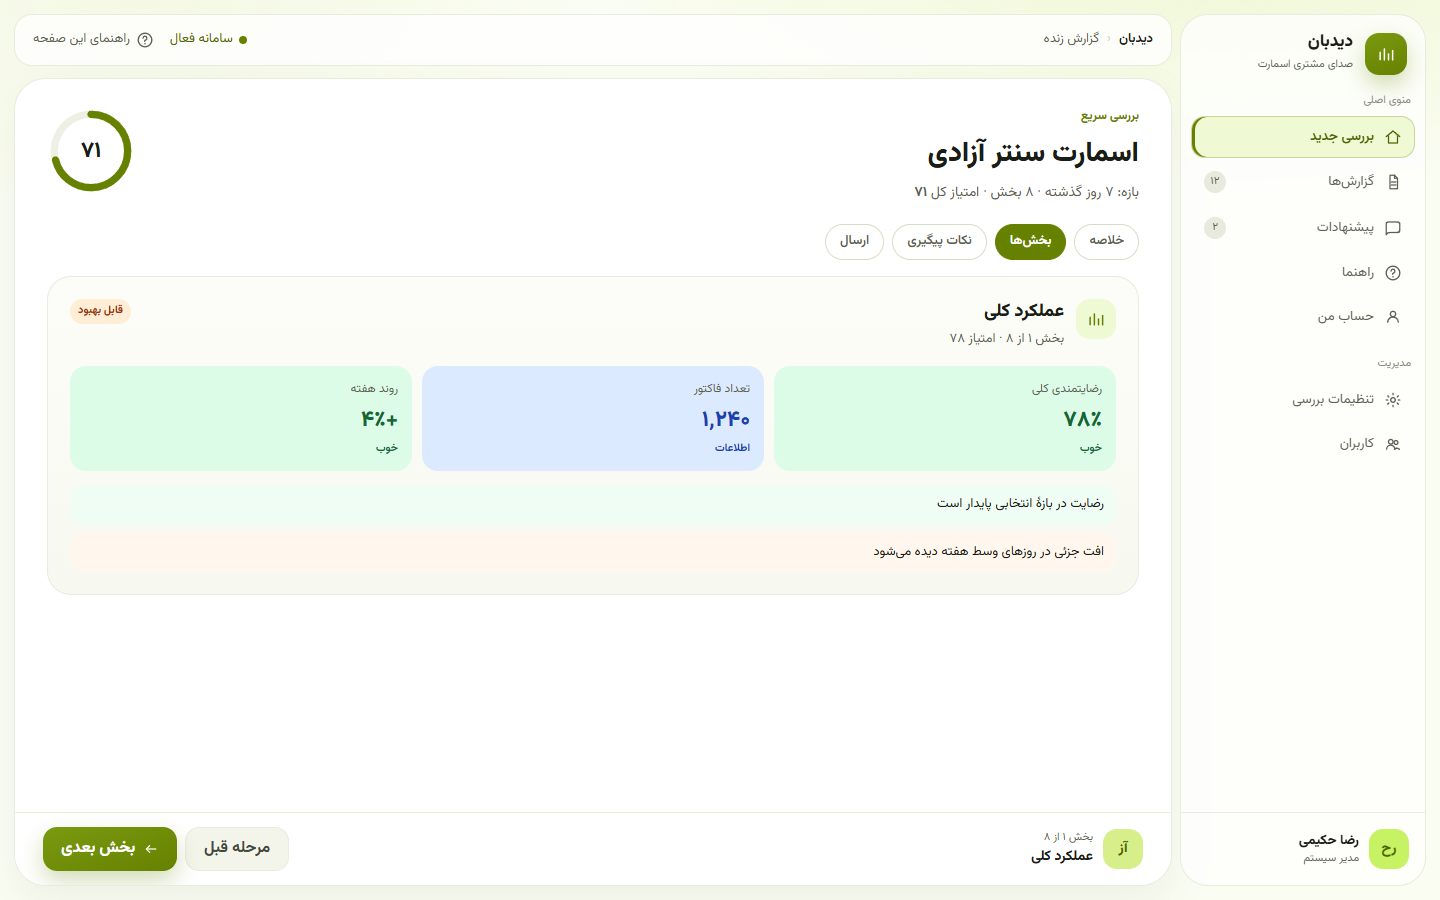 دیدبان
صدای مشتری اسمارت
منوی اصلی
بررسی جدید
گزارش‌ها ۱۲
پیشنهادات ۲
راهنما
حساب من
مدیریت
تنظیمات بررسی
کاربران
رح
رضا حکیمی
مدیر سیستم
دیدبان › گزارش زنده
سامانه فعال
راهنمای این صفحه
بررسی سریع
اسمارت سنتر آزادی
بازه: ۷ روز گذشته · ۸ بخش · امتیاز کل ۷۱
۷۱
خلاصه
بخش‌ها
نکات پیگیری
ارسال
عملکرد کلی
بخش ۱ از ۸ · امتیاز ۷۸
قابل بهبود
رضایتمندی کلی
۷۸٪
خوب
تعداد فاکتور
۱,۲۴۰
اطلاعات
روند هفته
+۴٪
خوب
رضایت در بازهٔ انتخابی پایدار است
افت جزئی در روزهای وسط هفته دیده می‌شود
آز
بخش ۱ از ۸
عملکرد کلی
مرحله قبل
← بخش بعدی